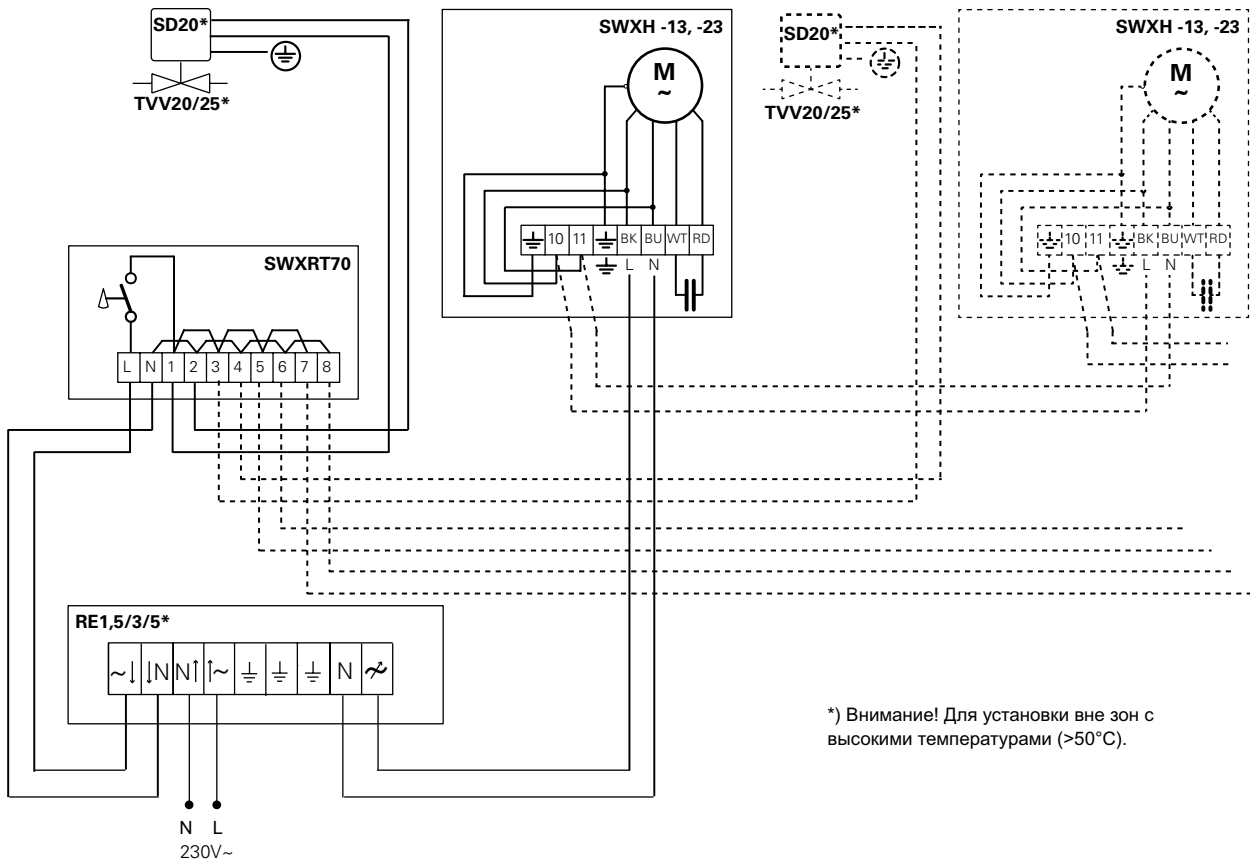 SD20*
TVV20/25*
SWXH -13, -23
M
~
10 11 BK BU WT RD
L N
SD20*
TVV20/25*
SWXH -13, -23
M
~
10 11 BK BU WT RD
L N
SWXRT70
L N 1 2 3 4 5 6 7 8
RE1,5/3/5*
~↓ ↓N N↑ ↑~ N ~
*) Внимание! Для установки вне зон с
высокими температурами (>50°C).
N L
230V~